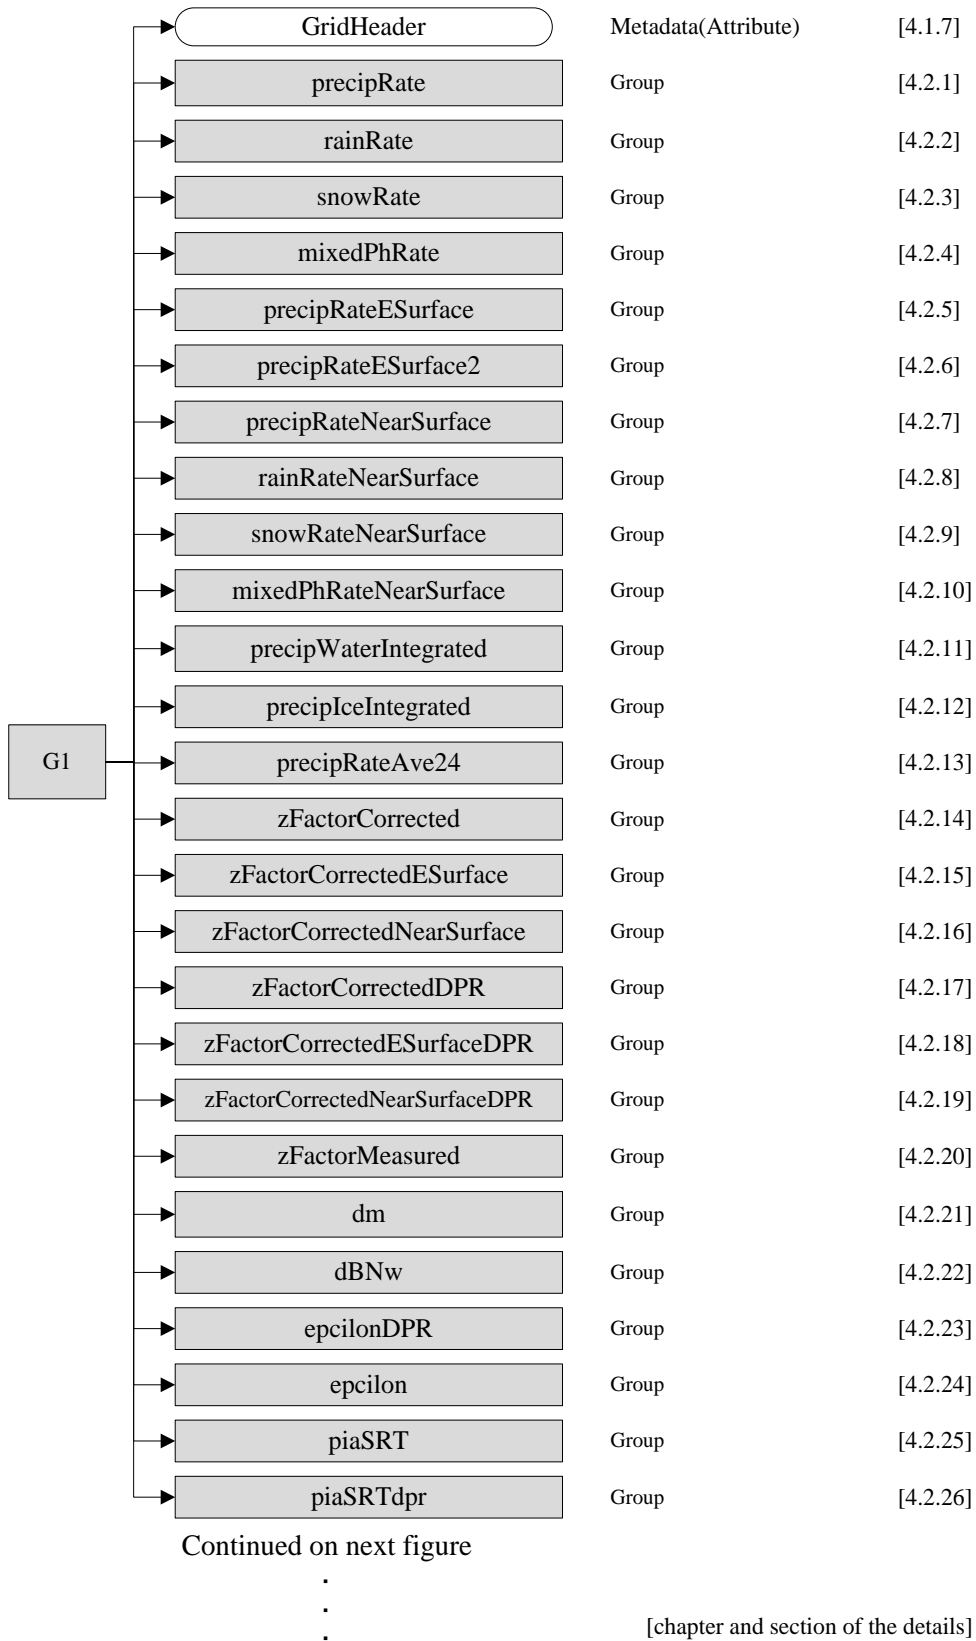 GridHeader Metadata(Attribute) [4.1.7]
precipRate Group [4.2.1]
rainRate Group [4.2.2]
snowRate Group [4.2.3]
mixedPhRate Group [4.2.4]
precipRateESurface Group [4.2.5]
precipRateESurface2 Group [4.2.6]
precipRateNearSurface Group [4.2.7]
rainRateNearSurface Group [4.2.8]
snowRateNearSurface Group [4.2.9]
mixedPhRateNearSurface Group [4.2.10]
precipWaterIntegrated Group [4.2.11]
precipIceIntegrated Group [4.2.12]
G1 precipRateAve24 Group [4.2.13]
zFactorCorrected Group [4.2.14]
zFactorCorrectedESurface Group [4.2.15]
zFactorCorrectedNearSurface Group [4.2.16]
zFactorCorrectedDPR Group [4.2.17]
zFactorCorrectedESurfaceDPR Group [4.2.18]
zFactorCorrectedNearSurfaceDPR Group [4.2.19]
zFactorMeasured Group [4.2.20]
dm Group [4.2.21]
dBNw Group [4.2.22]
epcilonDPR Group [4.2.23]
epcilon Group [4.2.24]
piaSRT Group [4.2.25]
piaSRTdpr Group [4.2.26]
Continued on next figure
.
.
. [chapter and section of the details]